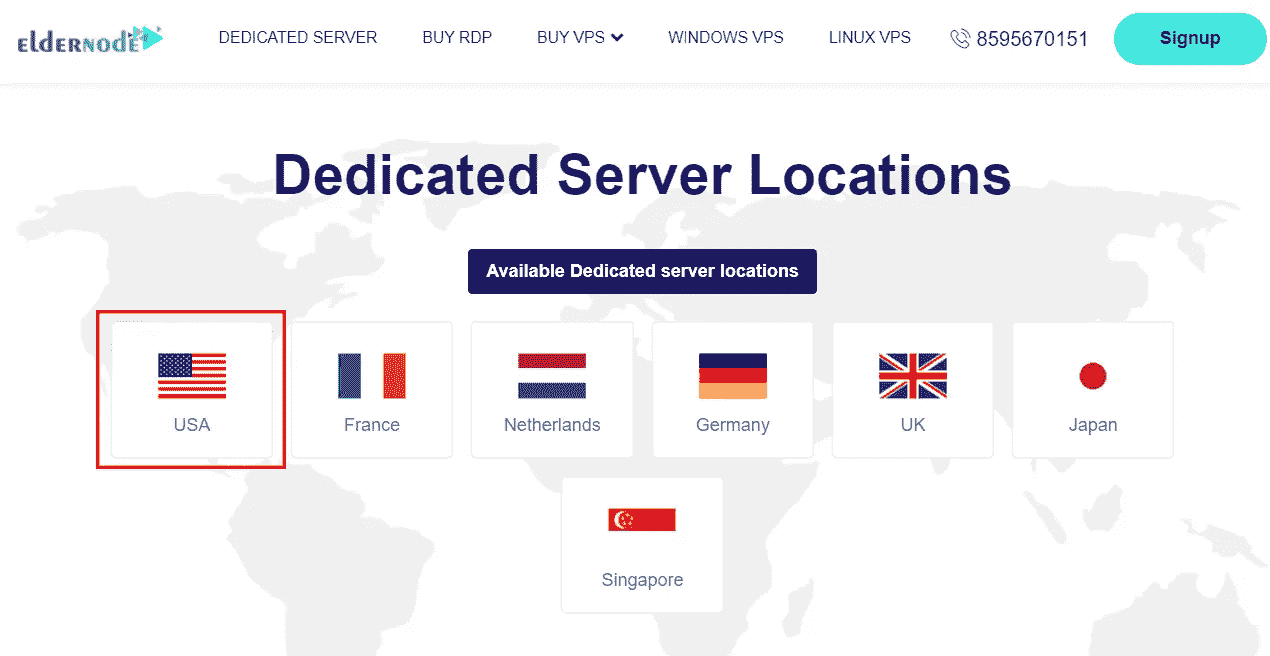 eldernode
DEDICATED SERVER
BUY RDP
BUY VPS
WINDOWS VPS
LINUX VPS
8595670151
Signup
Dedicated Server Locations
Available Dedicated server locations
USA
France
Netherlands
Germany
UK
Japan
Singapore